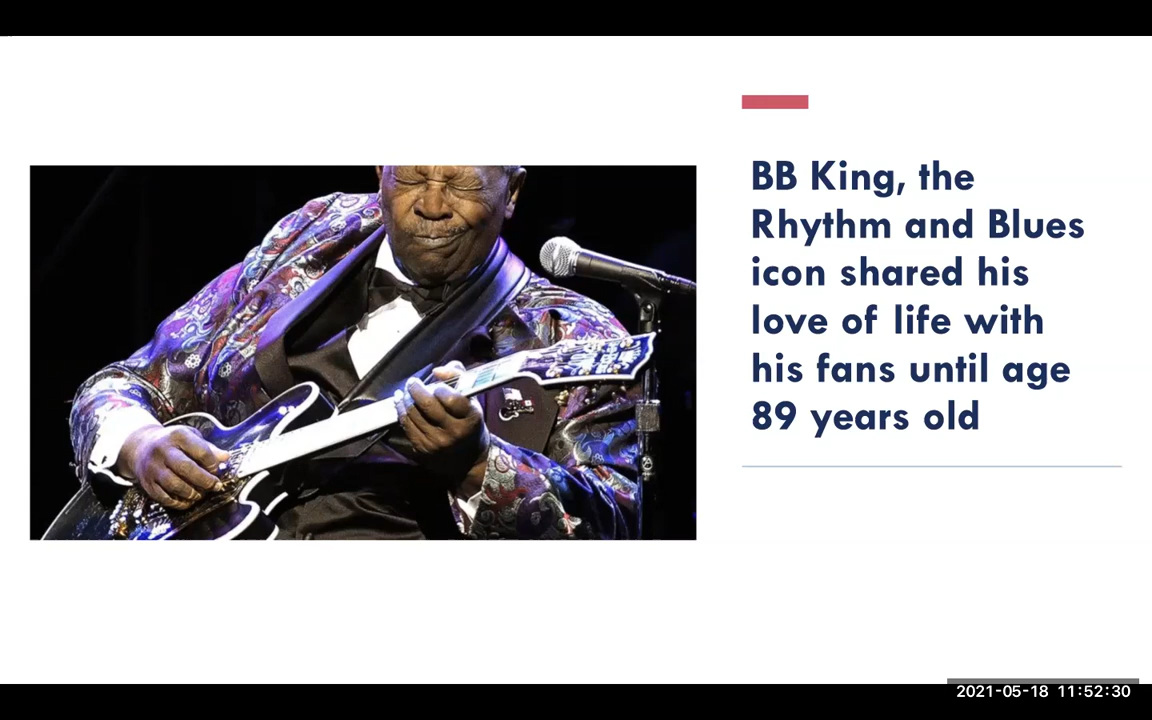 BB King, the
Rhythm and Blues
icon shared his
love of life with
his fans until age
89 years old
2021-05-18 11:52:30